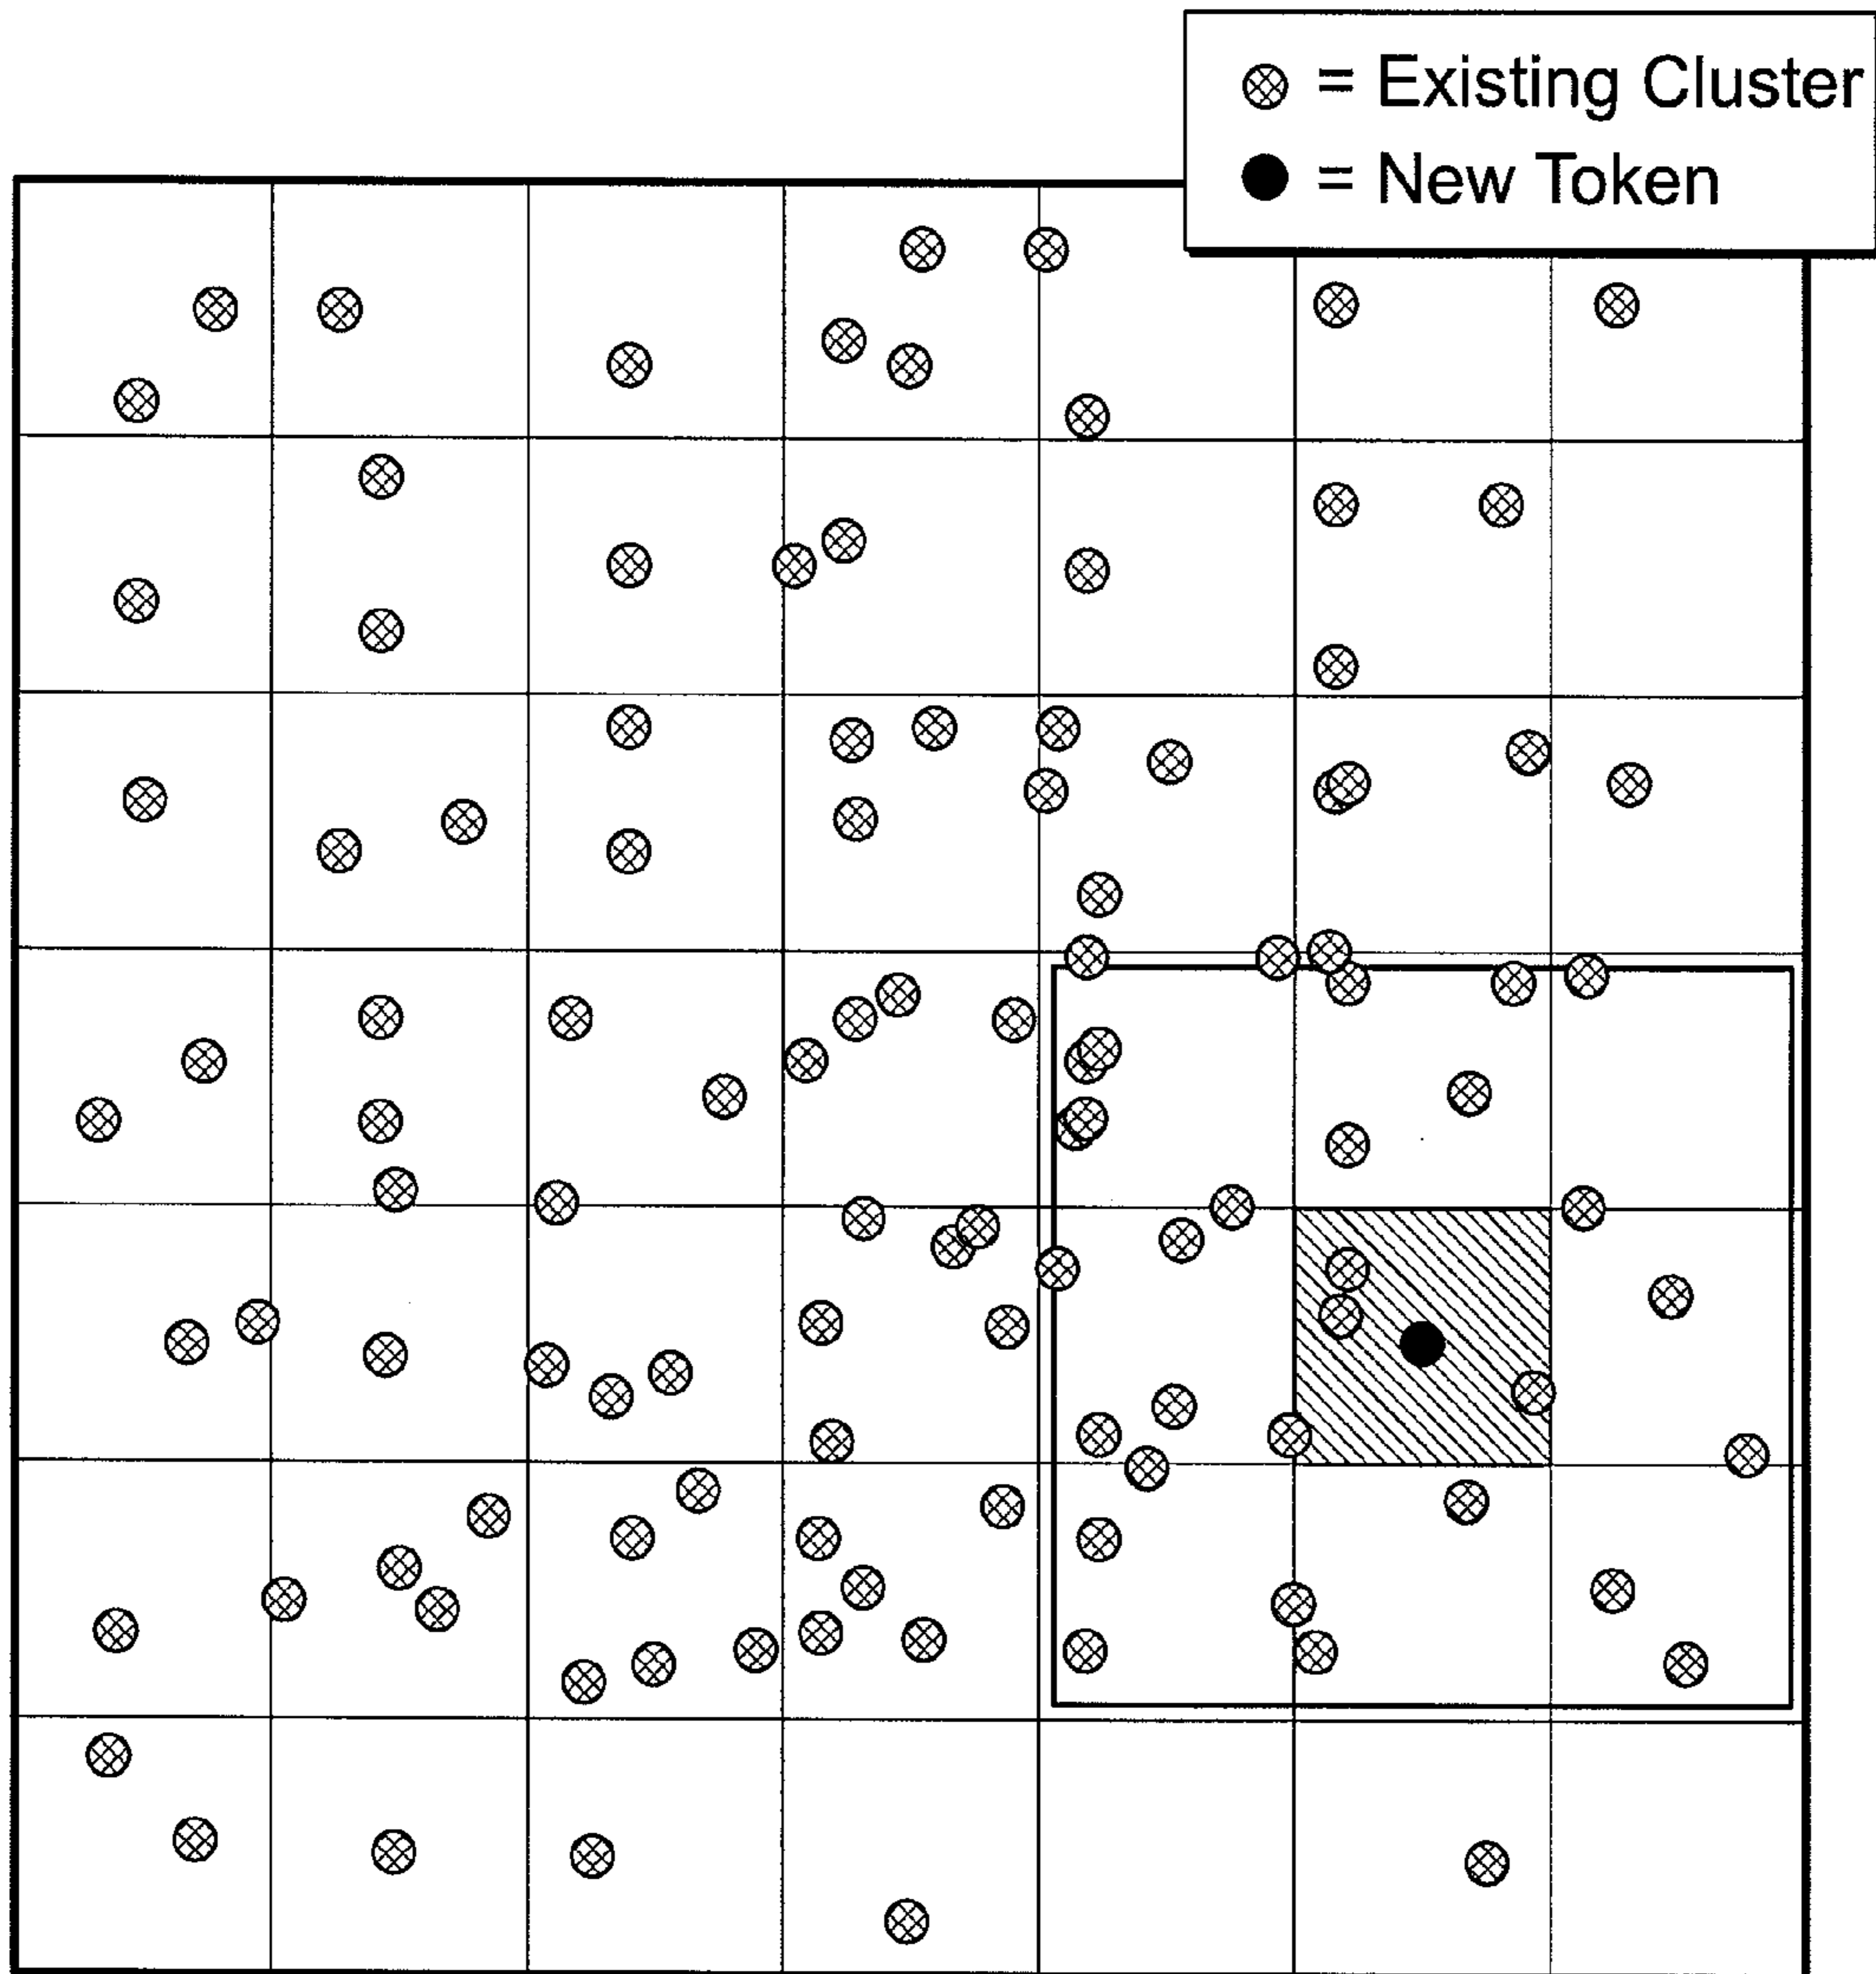 = Existing Cluster
= New Token